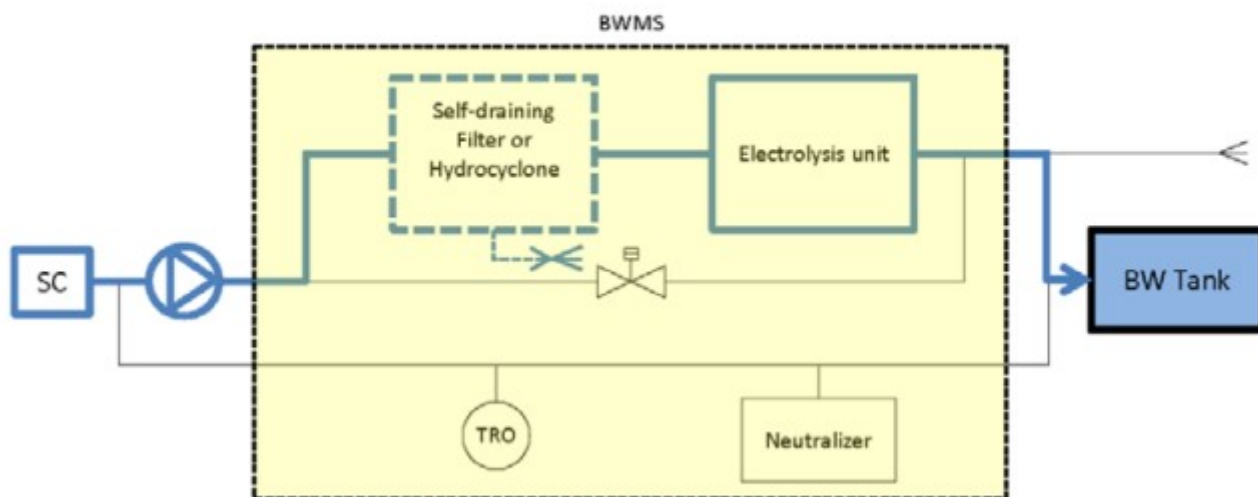 BWMS
Self-draining
Filter or
Hydrocyclone
Electrolysis unit
SC
BW Tank
TRO
Neutralizer